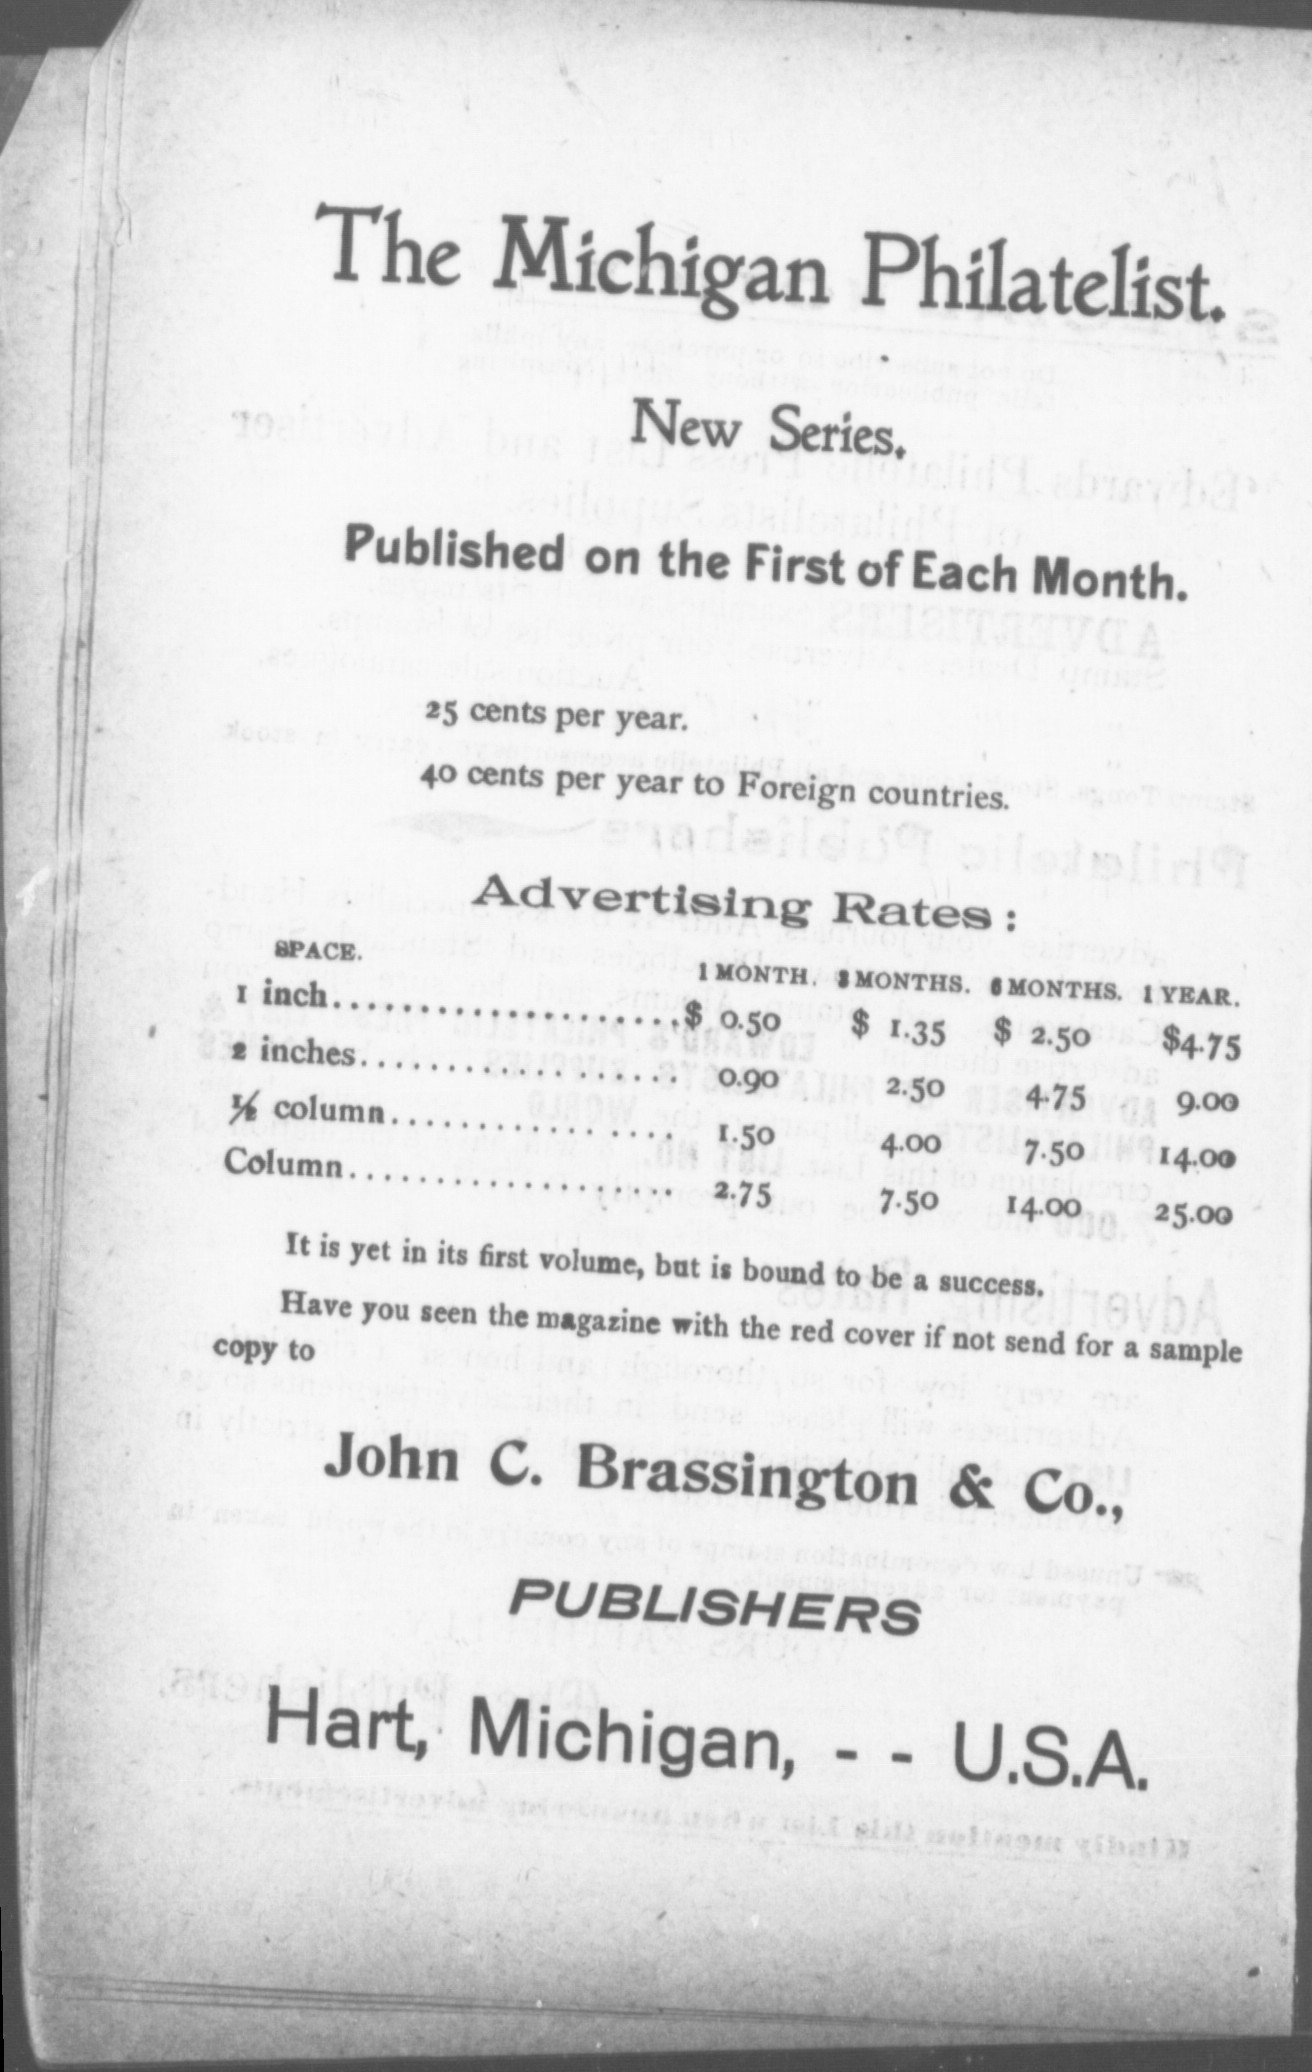 The Michigan Philatelist.
New Series.
Published on the First of Each Month.
25 cents per year.
40 cents per year to Foreign countries.
Advertising Rates:
SPACE. 1 MONTH. 3 MONTHS. 6 MONTHS. 1 YEAR.
1 inch.....................$ 0.50 $ 1.35 $ 2.50 $4.75
2 inches................... 0.90 2.50 4.75 9.00
½ column................. 1.50 4.00 7.50 14.00
Column.................... 2.75 7.50 14.00 25.00
It is yet in its first volume, but is bound to be a success.
Have you seen the magazine with the red cover if not send for a sample
copy to
John C. Brassington & Co.,
PUBLISHERS
Hart, Michigan, - - U.S.A.